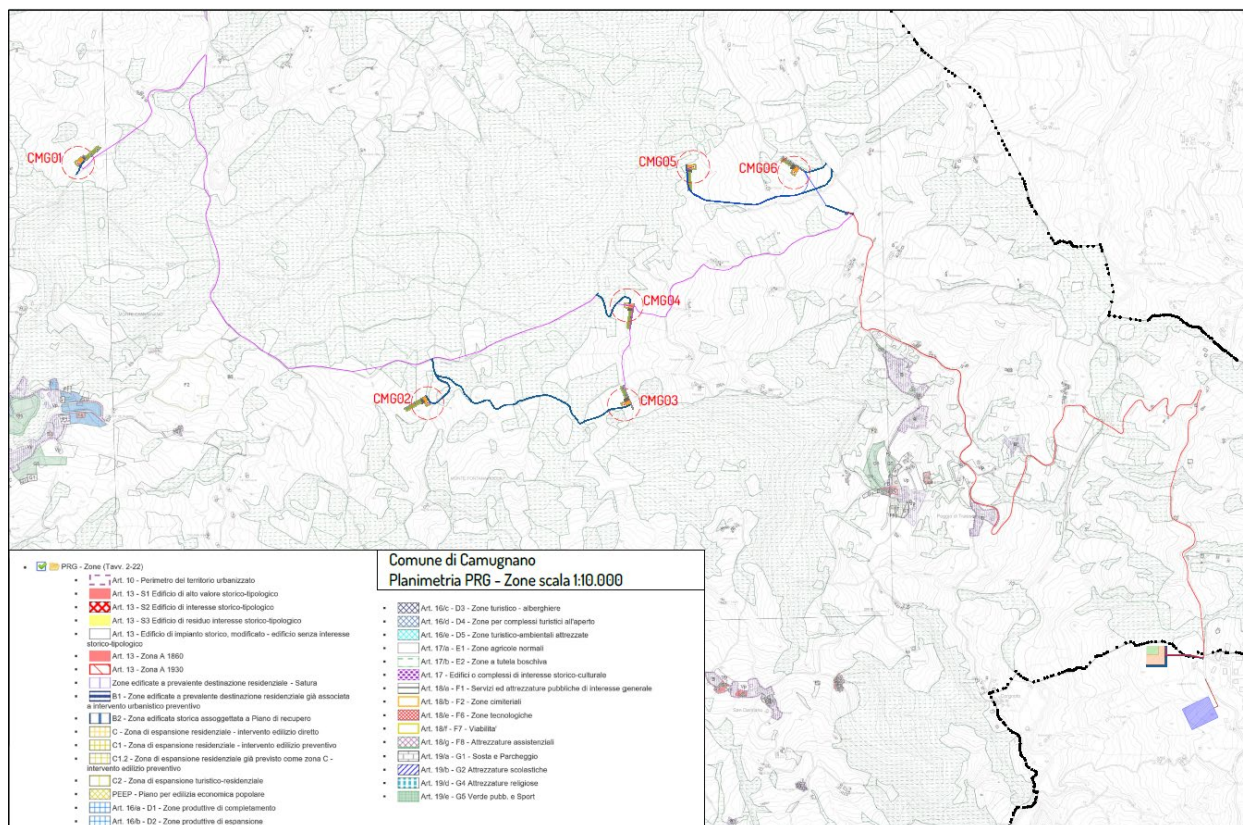 CMG01
CMG05
CMG06
CMG04
CMG02
CMG03
PRG - Zone (Tavv. 2-22)
Art. 10 - Perimetro del territorio urbanizzato
Art. 13 - S1 Edificio di alto valore storico-tipologico
Art. 13 - S2 Edificio di interesse storico-tipologico
Art. 13 - S3 Edificio di residuo interesse storico-tipologico
Art. 13 - Edificio di impianto storico, modificato - edificio senza interesse
storico-tipologico
Art. 13 - Zona A 1860
Art. 13 - Zona A 1930
Zone edificate a prevalente destinazione residenziale - Satura
B1 - Zone edificate a prevalente destinazione residenziale già associate
a intervento urbanistico preventivo
B2 - Zona edificata storica assoggettata a Piano di recupero
C - Zona di espansione residenziale - intervento edilizio diretto
C1 - Zona di espansione residenziale - intervento edilizio preventivo
C1.2 - Zona di espansione residenziale già previsto come zona C -
intervento edilizio preventivo
C2 - Zona di espansione turistico-residenziale
PEEP - Piano per edilizia economica popolare
Art. 16/a - D1 - Zone produttive di completamento
Art. 16/b - D2 - Zone produttive di espansione
Comune di Camugnano
Planimetria PRG - Zone scala 1:10.000
Art. 16/c - D3 - Zone turistico - alberghiere
Art. 16/d - D4 - Zone per complessi turistici all'aperto
Art. 16/e - D5 - Zone turistico-ambientali attrezzate
Art. 17/a - E1 - Zone agricole normali
Art. 17/b - E2 - Zone a tutela boschiva
Art. 17 - Edifici o complessi di interesse storico-culturale
Art. 18/a - F1 - Servizi ed attrezzature pubbliche di interesse generale
Art. 18/b - F2 - Zone cimiteriali
Art. 18/e - F6 - Zone tecnologiche
Art. 18/f - F7 - Viabilita'
Art. 18/g - F8 - Attrezzature assistenziali
Art. 19/a - G1 - Sosta e Parcheggio
Art. 19/b - G2 Attrezzature scolastiche
Art. 19/d - G4 Attrezzature religiose
Art. 19/e - G5 Verde pubb. e Sport